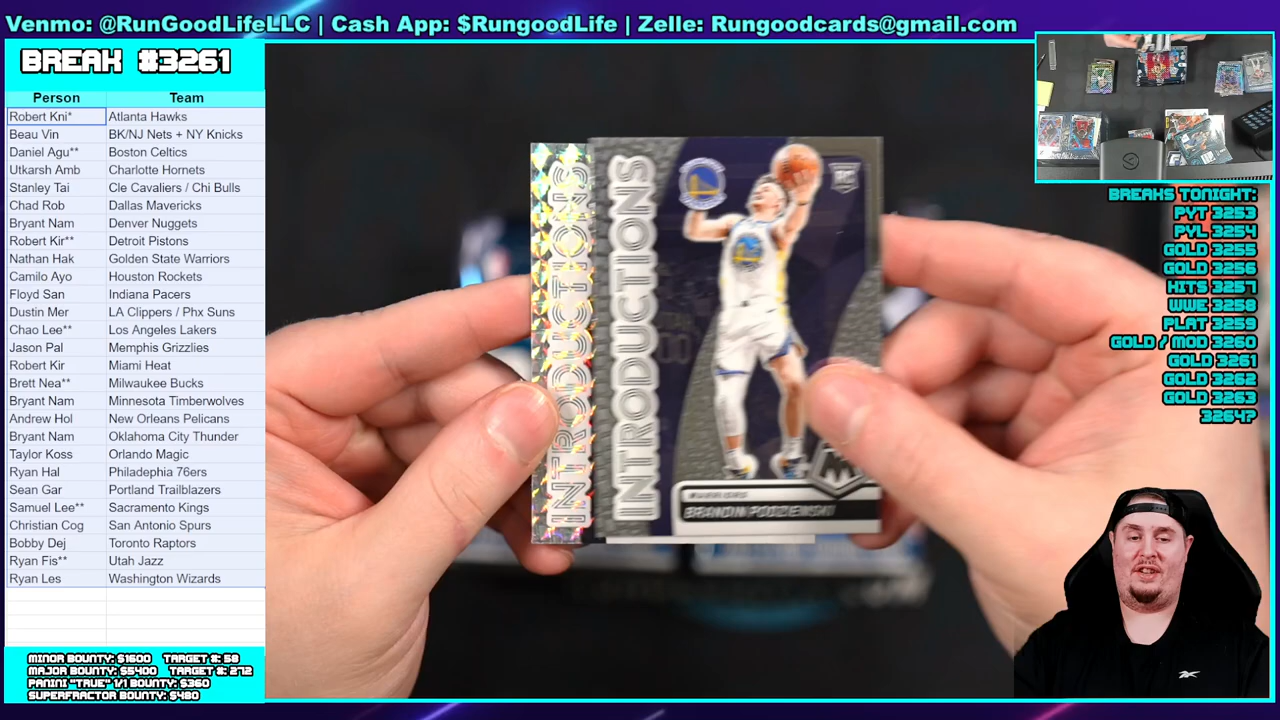 Venmo: @RunGoodLifeLLC | Cash App: $RungoodLife | Zelle: Rungoodcards@gmail.com
BREAK #3261
Person Team
Robert Kni* Atlanta Hawks
Beau Vin BK/NJ Nets + NY Knicks
Daniel Agu** Boston Celtics
Utkarsh Amb Charlotte Hornets
Stanley Tai Cle Cavaliers / Chi Bulls
Chad Rob Dallas Mavericks
Bryant Nam Denver Nuggets
Robert Kir** Detroit Pistons
Nathan Hak Golden State Warriors
Camilo Ayo Houston Rockets
Floyd San Indiana Pacers
Dustin Mer LA Clippers / Phx Suns
Chao Lee** Los Angeles Lakers
Jason Pal Memphis Grizzlies
Robert Kir Miami Heat
Brett Nea** Milwaukee Bucks
Bryant Nam Minnesota Timberwolves
Andrew Hol New Orleans Pelicans
Bryant Nam Oklahoma City Thunder
Taylor Koss Orlando Magic
Ryan Hal Philadephia 76ers
Sean Gar Portland Trailblazers
Samuel Lee** Sacramento Kings
Christian Cog San Antonio Spurs
Bobby Dej Toronto Raptors
Ryan Fis** Utah Jazz
Ryan Les Washington Wizards
MINOR BOUNTY: $1600 TARGET #: 58
MAJOR BOUNTY: $5400 TARGET #: 272
PANINI "TRUE" 1/1 BOUNTY: $360
SUPERFRACTOR BOUNTY: $480
INTRODUCTIONS
INTRODUCTIONS
RC
WARRIORS
BRANDIN PODZIEMSKI
BREAKS TONIGHT:
PYT 3253
PYL 3254
GOLD 3255
GOLD 3256
HITS 3257
WWE 3258
PLAT 3259
GOLD / MOD 3260
GOLD 3261
GOLD 3262
GOLD 3263
3264?